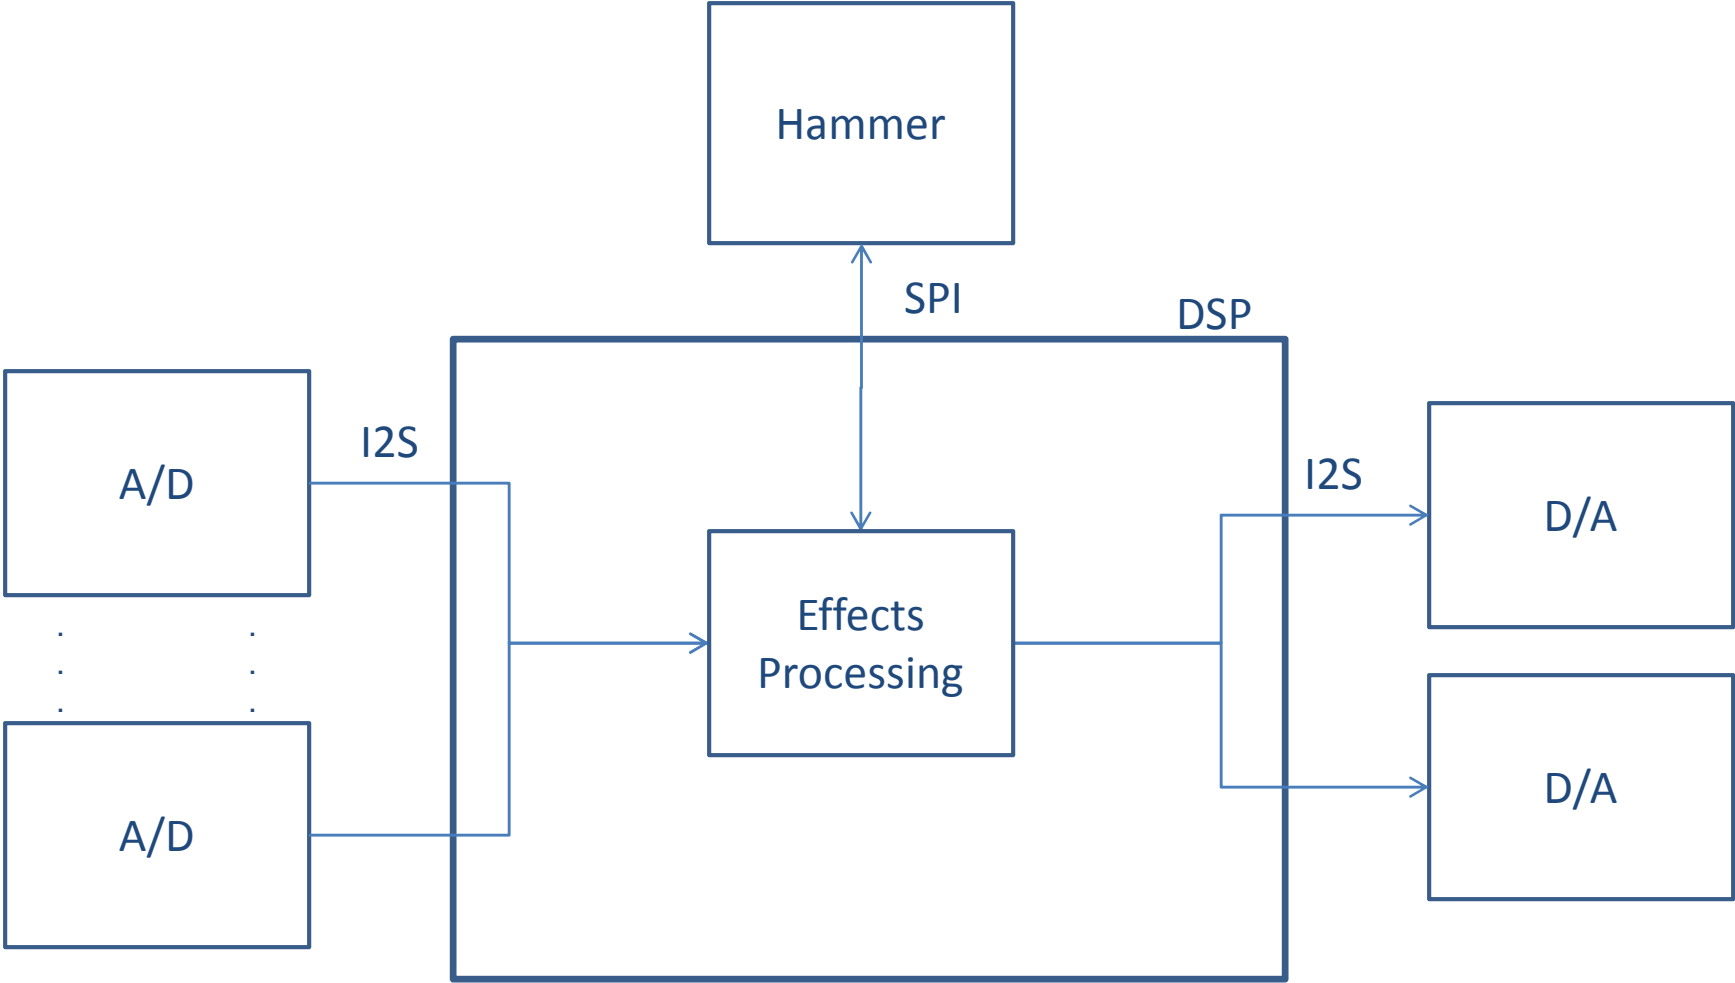 Hammer
SPI
DSP
I2S
A/D
I2S
D/A
Effects
Processing
A/D
D/A